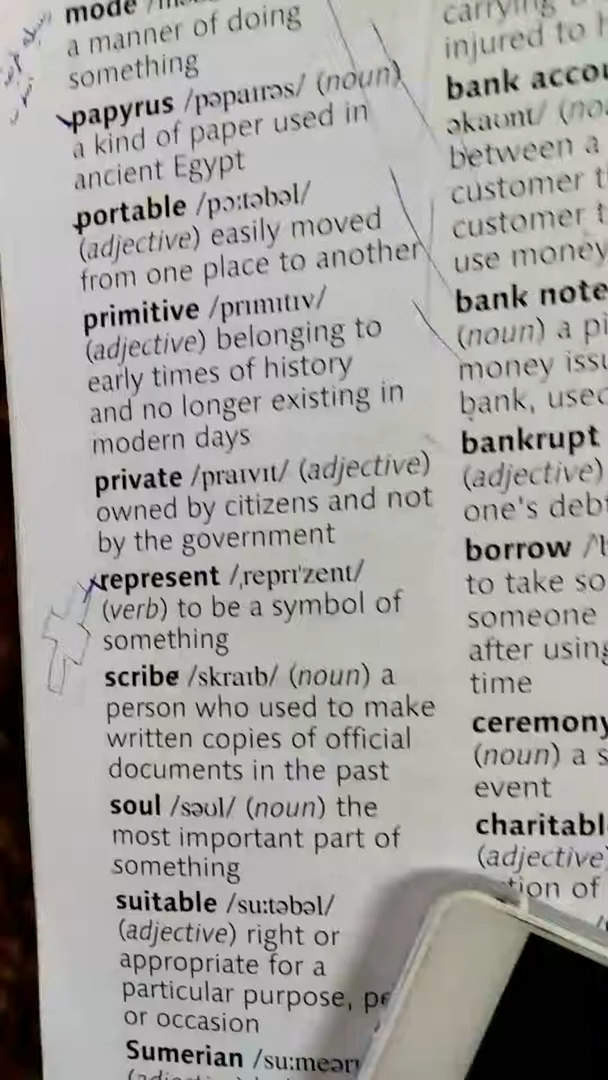 mode
a manner of doing
something
papyrus /pəpaɪrəs/ (noun)
a kind of paper used in
ancient Egypt
portable /pɔːtəbəl/
(adjective) easily moved
from one place to another
primitive /prɪmɪtɪv/
(adjective) belonging to
early times of history
and no longer existing in
modern days
private /praɪvɪt/ (adjective)
owned by citizens and not
by the government
represent /ˌreprɪˈzent/
(verb) to be a symbol of
something
scribe /skraɪb/ (noun) a
person who used to make
written copies of official
documents in the past
soul /səʊl/ (noun) the
most important part of
something
suitable /suːtəbəl/
(adjective) right or
appropriate for a
particular purpose,
or occasion
Sumerian
carrying
injured to
bank
əkaʊnt/
between a
customer
customer
use money
bank note
(noun) a
money
bank,
bankrupt
(adjective)
one's
borrow
to take so
someone
after using
time
ceremony
(noun) a
event
(adjective)
of